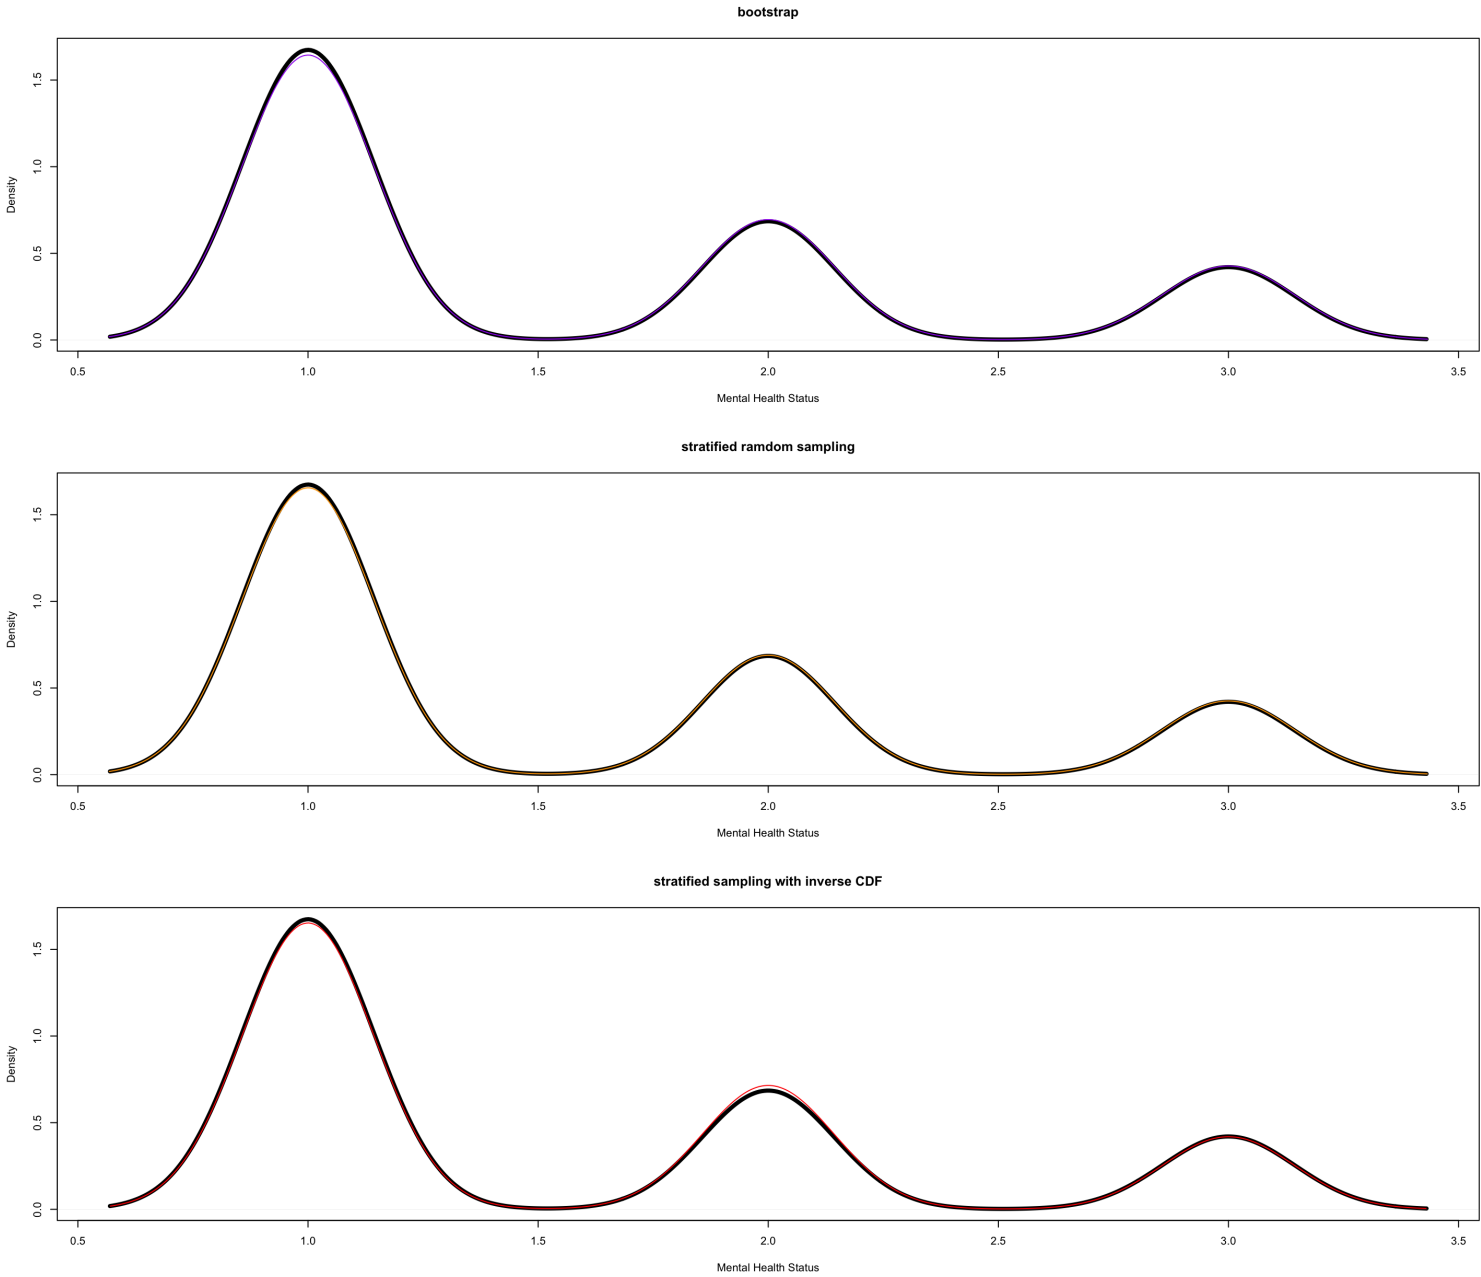 bootstrap
Density
1.5
1.0
0.5
0.0
0.5 1.0 1.5 2.0 2.5 3.0 3.5
Mental Health Status
stratified ramdom sampling
Density
1.5
1.0
0.5
0.0
0.5 1.0 1.5 2.0 2.5 3.0 3.5
Mental Health Status
stratified sampling with inverse CDF
Density
1.5
1.0
0.5
0.0
0.5 1.0 1.5 2.0 2.5 3.0 3.5
Mental Health Status